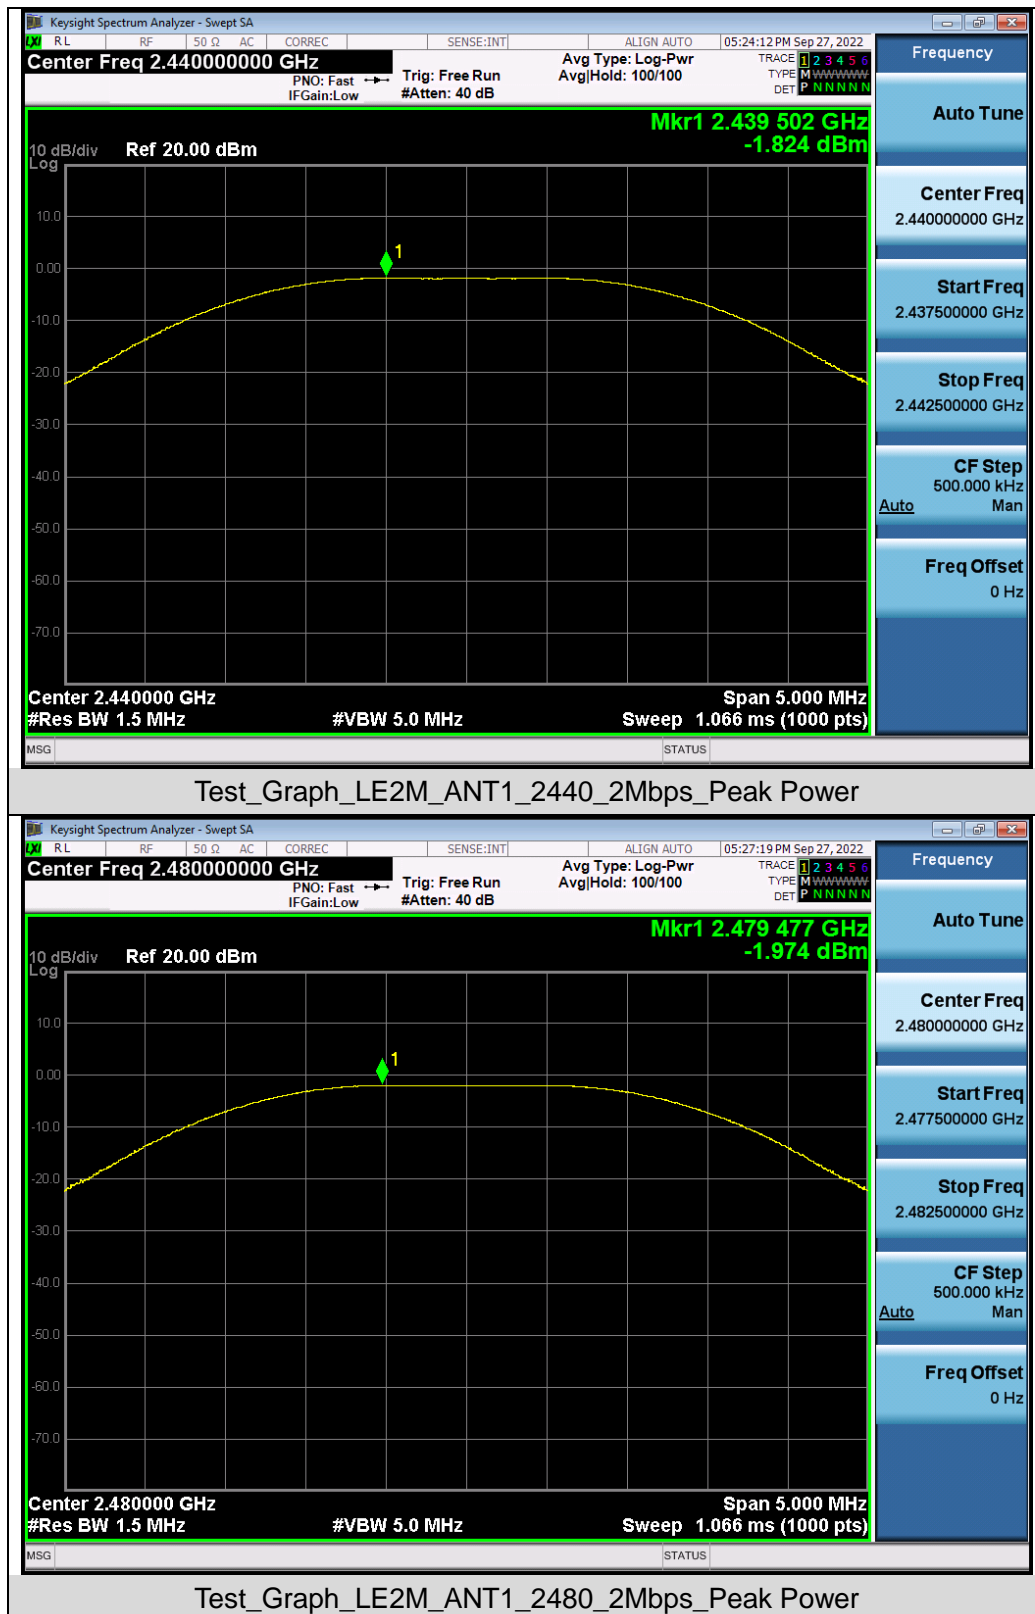 Keysight Spectrum Analyzer - Swept SA
LXI RL RF 50 Ω AC CORREC SENSE:INT ALIGN AUTO 05:24:12 PM Sep 27, 2022
Center Freq 2.440000000 GHz
PNO: Fast
IFGain:Low
Trig: Free Run
#Atten: 40 dB
Avg Type: Log-Pwr
Avg|Hold: 100/100
TRACE 1 2 3 4 5 6
TYPE M WWWWW
DET P N N N N N
Mkr1 2.439 502 GHz
-1.824 dBm
10 dB/div Ref 20.00 dBm
Log
10.0
0.00
-10.0
-20.0
-30.0
-40.0
-50.0
-60.0
-70.0
1
Center 2.440000 GHz Span 5.000 MHz
#Res BW 1.5 MHz #VBW 5.0 MHz Sweep 1.066 ms (1000 pts)
MSG STATUS
Frequency
Auto Tune
Center Freq
2.440000000 GHz
Start Freq
2.437500000 GHz
Stop Freq
2.442500000 GHz
CF Step
500.000 kHz
Auto Man
Freq Offset
0 Hz
Test_Graph_LE2M_ANT1_2440_2Mbps_Peak Power
Keysight Spectrum Analyzer - Swept SA
LXI RL RF 50 Ω AC CORREC SENSE:INT ALIGN AUTO 05:27:19 PM Sep 27, 2022
Center Freq 2.480000000 GHz
PNO: Fast
IFGain:Low
Trig: Free Run
#Atten: 40 dB
Avg Type: Log-Pwr
Avg|Hold: 100/100
TRACE 1 2 3 4 5 6
TYPE M WWWWW
DET P N N N N N
Mkr1 2.479 477 GHz
-1.974 dBm
10 dB/div Ref 20.00 dBm
Log
10.0
0.00
-10.0
-20.0
-30.0
-40.0
-50.0
-60.0
-70.0
1
Center 2.480000 GHz Span 5.000 MHz
#Res BW 1.5 MHz #VBW 5.0 MHz Sweep 1.066 ms (1000 pts)
MSG STATUS
Frequency
Auto Tune
Center Freq
2.480000000 GHz
Start Freq
2.477500000 GHz
Stop Freq
2.482500000 GHz
CF Step
500.000 kHz
Auto Man
Freq Offset
0 Hz
Test_Graph_LE2M_ANT1_2480_2Mbps_Peak Power